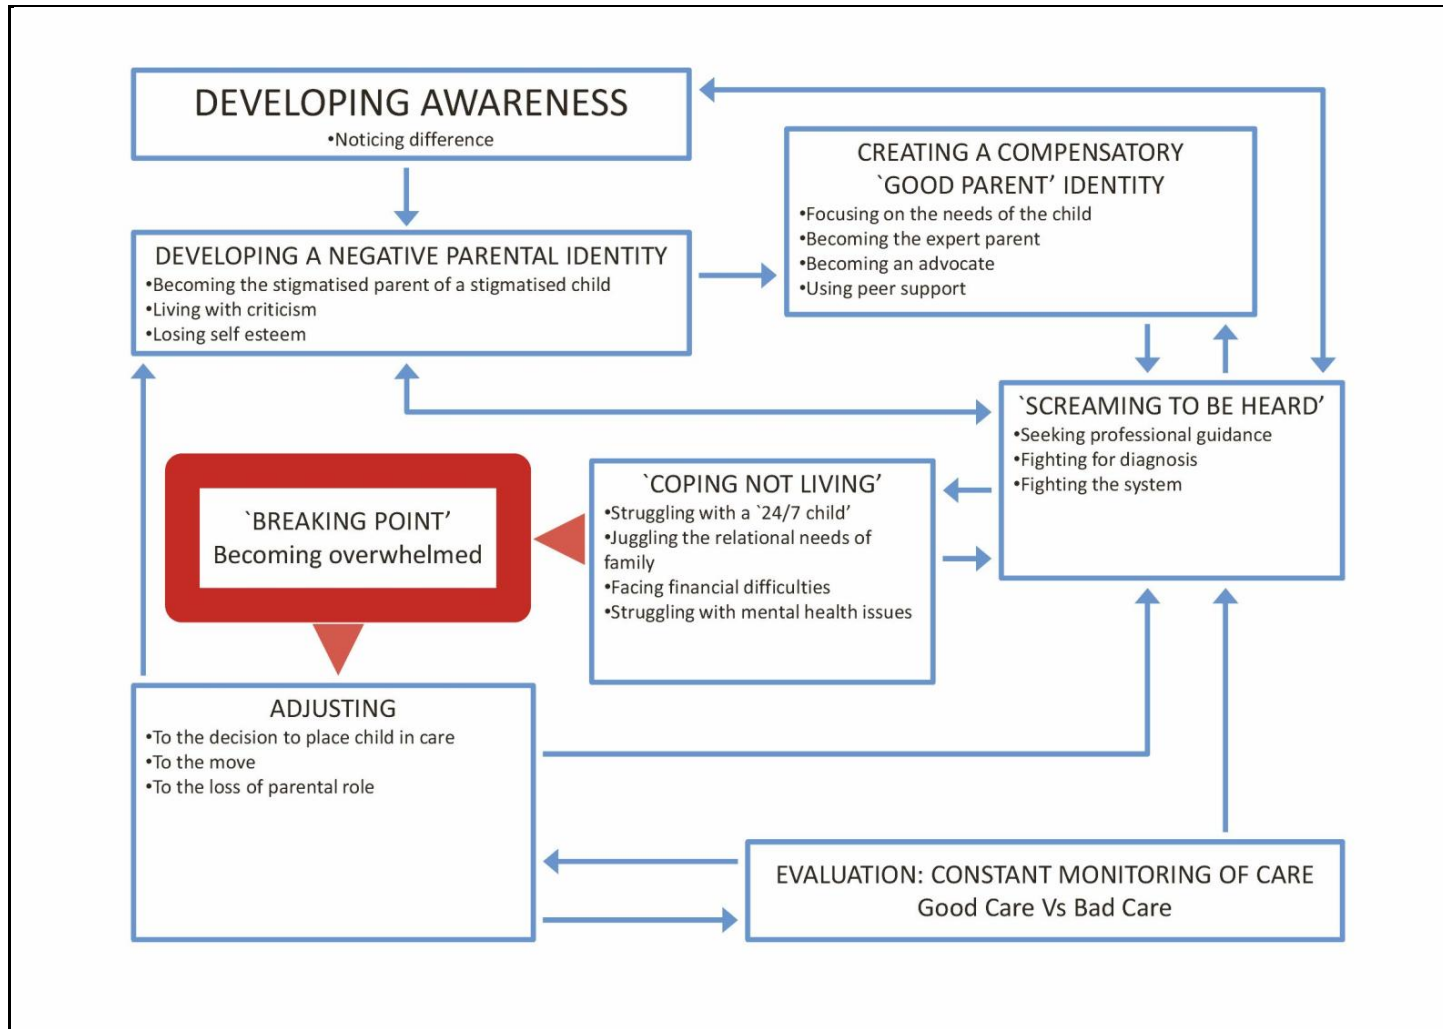 DEVELOPING AWARENESS
•Noticing difference
CREATING A COMPENSATORY
`GOOD PARENT’ IDENTITY
•Focusing on the needs of the child
•Becoming the expert parent
•Becoming an advocate
•Using peer support
DEVELOPING A NEGATIVE PARENTAL IDENTITY
•Becoming the stigmatised parent of a stigmatised child
•Living with criticism
•Losing self esteem
`SCREAMING TO BE HEARD’
•Seeking professional guidance
•Fighting for diagnosis
•Fighting the system
`COPING NOT LIVING’
•Struggling with a `24/7 child’
•Juggling the relational needs of
family
•Facing financial difficulties
•Struggling with mental health issues
`BREAKING POINT’
Becoming overwhelmed
ADJUSTING
•To the decision to place child in care
•To the move
•To the loss of parental role
EVALUATION: CONSTANT MONITORING OF CARE
Good Care Vs Bad Care